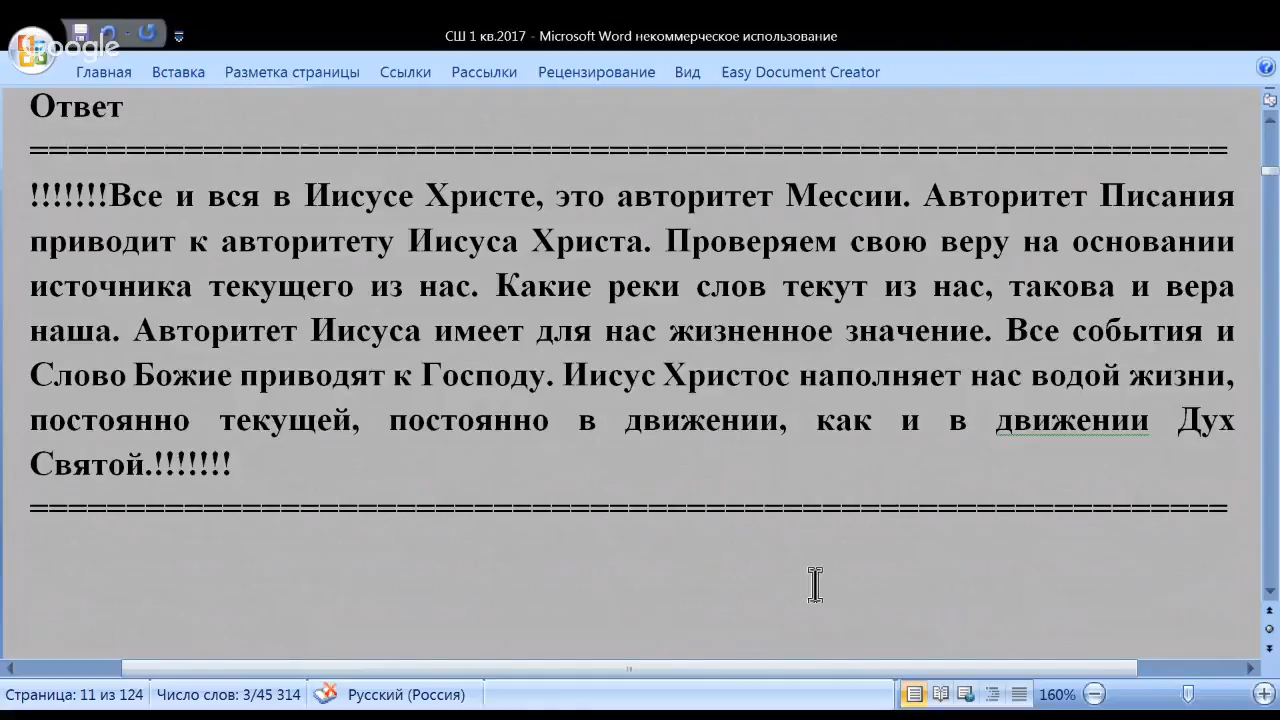 Google
СШ 1 кв.2017 - Microsoft Word некоммерческое использование
Главная Вставка Разметка страницы Ссылки Рассылки Рецензирование Вид Easy Document Creator
Ответ
==============================================================
!!!!!!!Все и вся в Иисусе Христе, это авторитет Мессии. Авторитет Писания
приводит к авторитету Иисуса Христа. Проверяем свою веру на основании
источника текущего из нас. Какие реки слов текут из нас, такова и вера
наша. Авторитет Иисуса имеет для нас жизненное значение. Все события и
Слово Божие приводят к Господу. Иисус Христос наполняет нас водой жизни,
постоянно текущей, постоянно в движении, как и в движении Дух
Святой.!!!!!!!
==============================================================
Страница: 11 из 124 Число слов: 3/45 314 Русский (Россия) 160%